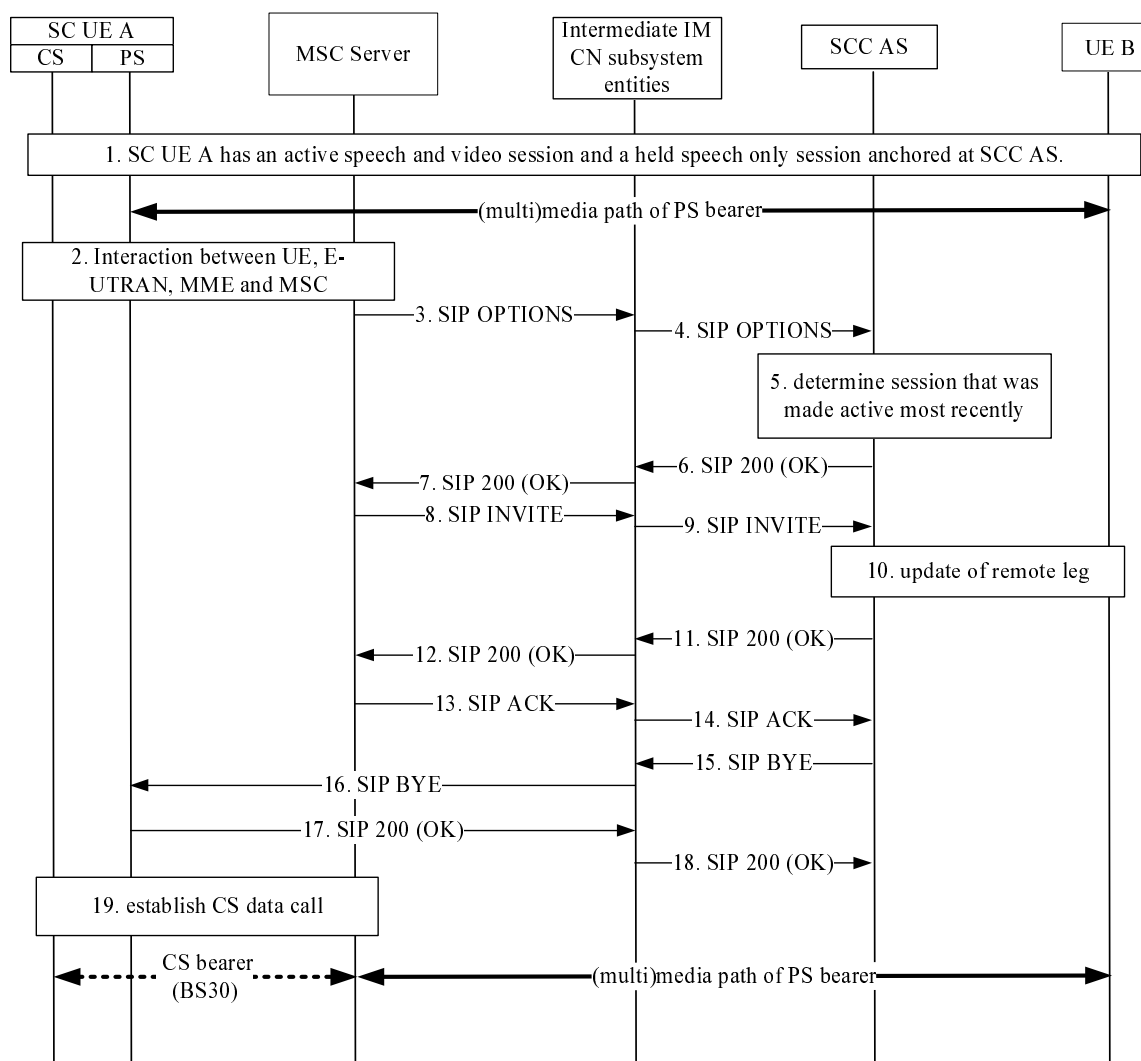 SC UE A
CS
PS
MSC Server
Intermediate IM
CN subsystem
entities
SCC AS
UE B
1. SC UE A has an active speech and video session and a held speech only session anchored at SCC AS.
(multi)media path of PS bearer
2. Interaction between UE, E-
UTRAN, MME and MSC
3. SIP OPTIONS
4. SIP OPTIONS
5. determine session that was
made active most recently
6. SIP 200 (OK)
7. SIP 200 (OK)
8. SIP INVITE
9. SIP INVITE
10. update of remote leg
11. SIP 200 (OK)
12. SIP 200 (OK)
13. SIP ACK
14. SIP ACK
15. SIP BYE
16. SIP BYE
17. SIP 200 (OK)
18. SIP 200 (OK)
19. establish CS data call
CS bearer
(BS30)
(multi)media path of PS bearer